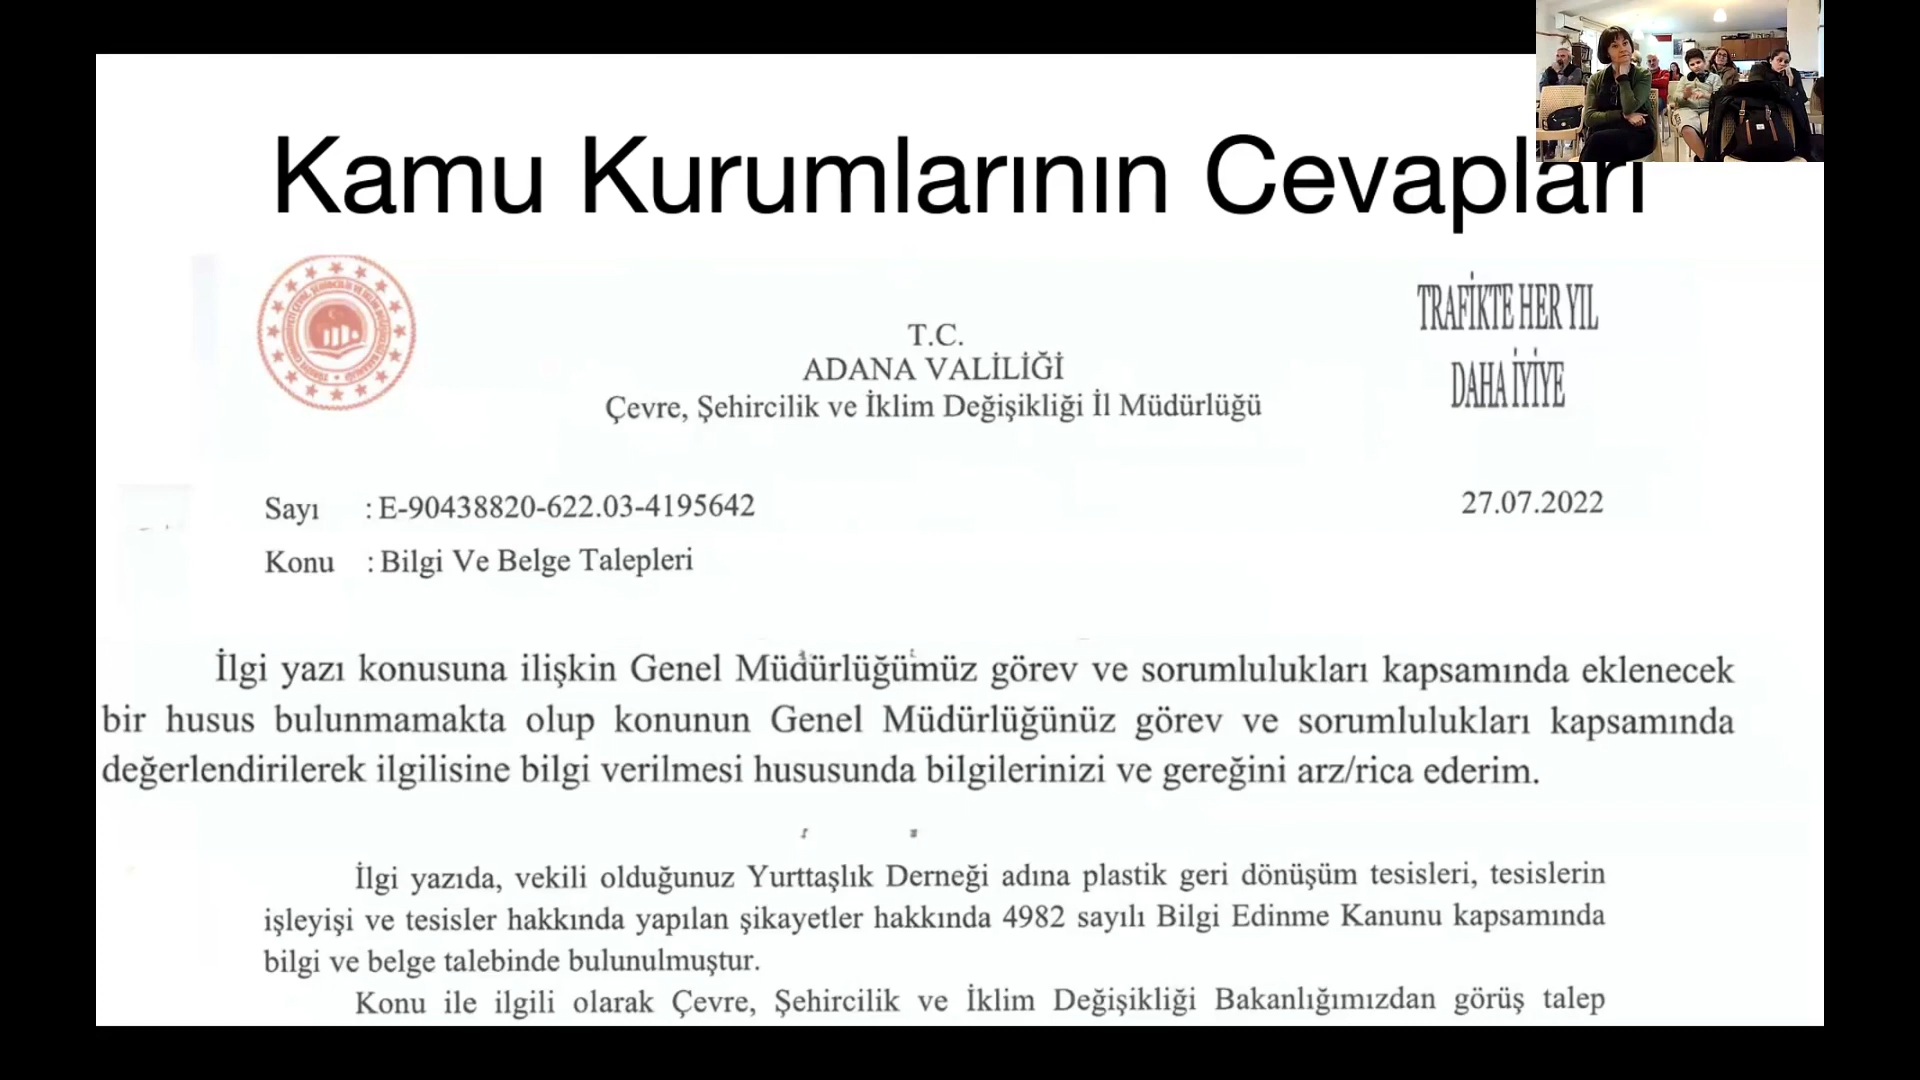 Kamu Kurumlarının Cevapları
TRAFİKTE HER YIL
DAHA İYİYE
T.C.
ADANA VALİLİĞİ
Çevre, Şehircilik ve İklim Değişikliği İl Müdürlüğü
Sayı : E-90438820-622.03-4195642
27.07.2022
Konu : Bilgi Ve Belge Talepleri
İlgi yazı konusuna ilişkin Genel Müdürlüğümüz görev ve sorumlulukları kapsamında eklenecek
bir husus bulunmamakta olup konunun Genel Müdürlüğünüz görev ve sorumlulukları kapsamında
değerlendirilerek ilgilisine bilgi verilmesi hususunda bilgilerinizi ve gereğini arz/rica ederim.
İlgi yazıda, vekili olduğunuz Yurttaşlık Derneği adına plastik geri dönüşüm tesisleri, tesislerin
işleyişi ve tesisler hakkında yapılan şikayetler hakkında 4982 sayılı Bilgi Edinme Kanunu kapsamında
bilgi ve belge talebinde bulunulmuştur.
Konu ile ilgili olarak Çevre, Şehircilik ve İklim Değişikliği Bakanlığımızdan görüş talep